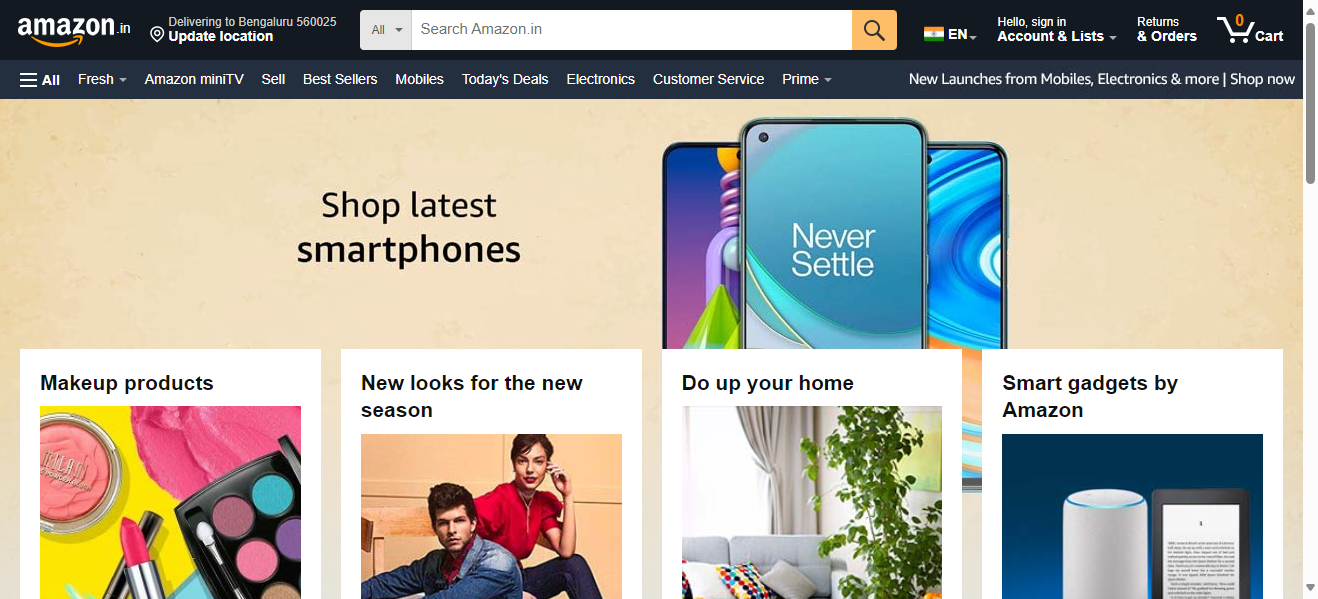 amazon.in
Delivering to Bengaluru 560025
Update location
All
Search Amazon.in
EN
Hello, sign in
Account & Lists
Returns
& Orders
0
Cart
All
Fresh
Amazon miniTV
Sell
Best Sellers
Mobiles
Today's Deals
Electronics
Customer Service
Prime
New Launches from Mobiles, Electronics & more | Shop now
Shop latest
smartphones
Never
Settle
Makeup products
New looks for the new
season
Do up your home
Smart gadgets by
Amazon
MILANI